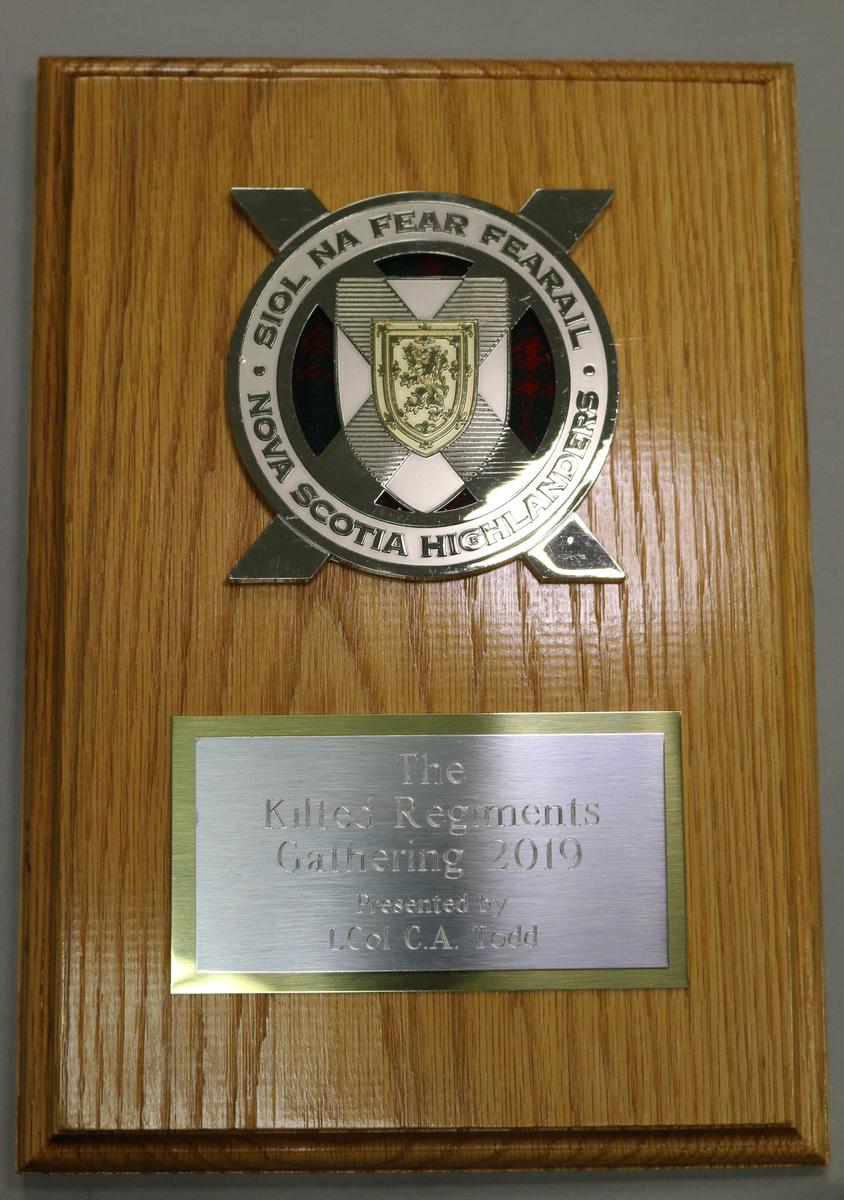 SIOL NA FEAR FEARAIL
NOVA SCOTIA HIGHLANDERS
The
Kilted Regiments
Gathering 2019
Presented by
LCol C.A. Todd